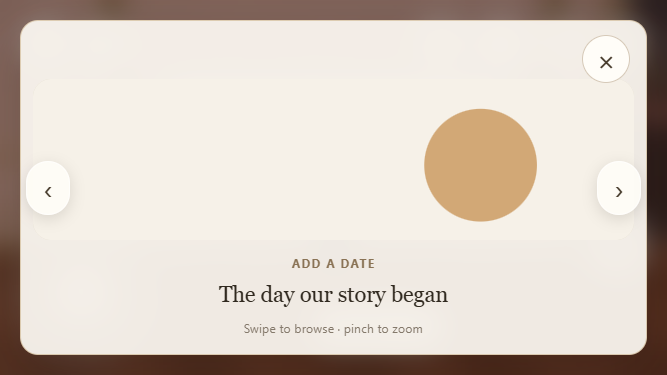 ×
‹
›
ADD A DATE
The day our story began
Swipe to browse · pinch to zoom